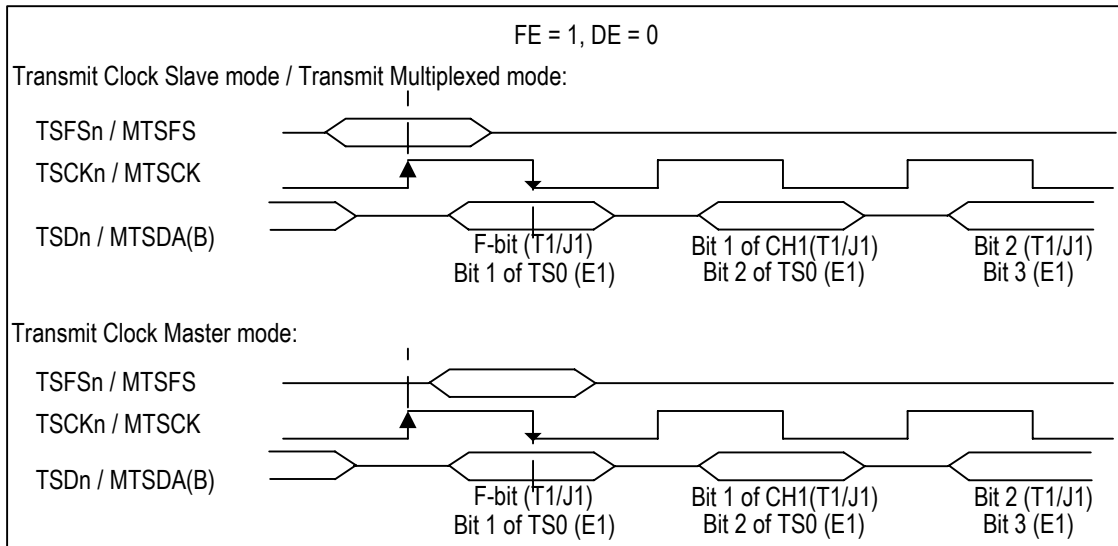 FE = 1, DE = 0
Transmit Clock Slave mode / Transmit Multiplexed mode:
TSFSn / MTSFS
TSCKn / MTSCK
TSDn / MTSDA(B)
F-bit (T1/J1)
Bit 1 of TS0 (E1)
Bit 1 of CH1(T1/J1)
Bit 2 of TS0 (E1)
Bit 2 (T1/J1)
Bit 3 (E1)
Transmit Clock Master mode:
TSFSn / MTSFS
TSCKn / MTSCK
TSDn / MTSDA(B)
F-bit (T1/J1)
Bit 1 of TS0 (E1)
Bit 1 of CH1(T1/J1)
Bit 2 of TS0 (E1)
Bit 2 (T1/J1)
Bit 3 (E1)